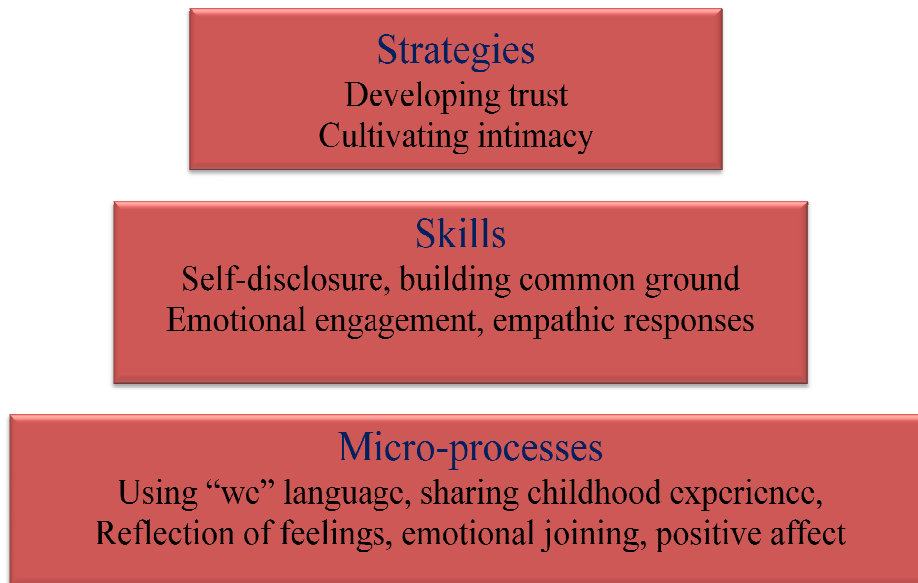 Strategies
Developing trust
Cultivating intimacy
Skills
Self-disclosure, building common ground
Emotional engagement, empathic responses
Micro-processes
Using “we” language, sharing childhood experience,
Reflection of feelings, emotional joining, positive affect